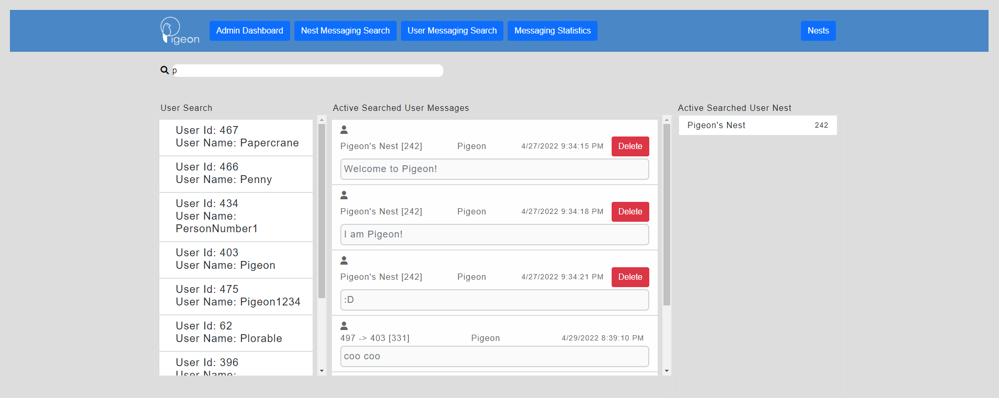 Pigeon
Admin Dashboard
Nest Messaging Search
User Messaging Search
Messaging Statistics
Nests
p
User Search
User Id: 467
User Name: Papercrane
User Id: 466
User Name: Penny
User Id: 434
User Name:
PersonNumber1
User Id: 403
User Name: Pigeon
User Id: 475
User Name: Pigeon1234
User Id: 62
User Name: Plorable
User Id: 396
User Name:
Active Searched User Messages
Pigeon's Nest [242] Pigeon 4/27/2022 9:34:15 PM Delete
Welcome to Pigeon!
Pigeon's Nest [242] Pigeon 4/27/2022 9:34:18 PM Delete
I am Pigeon!
Pigeon's Nest [242] Pigeon 4/27/2022 9:34:21 PM Delete
:D
497 -> 403 [331] Pigeon 4/29/2022 8:39:10 PM
coo coo
Active Searched User Nest
Pigeon's Nest 242